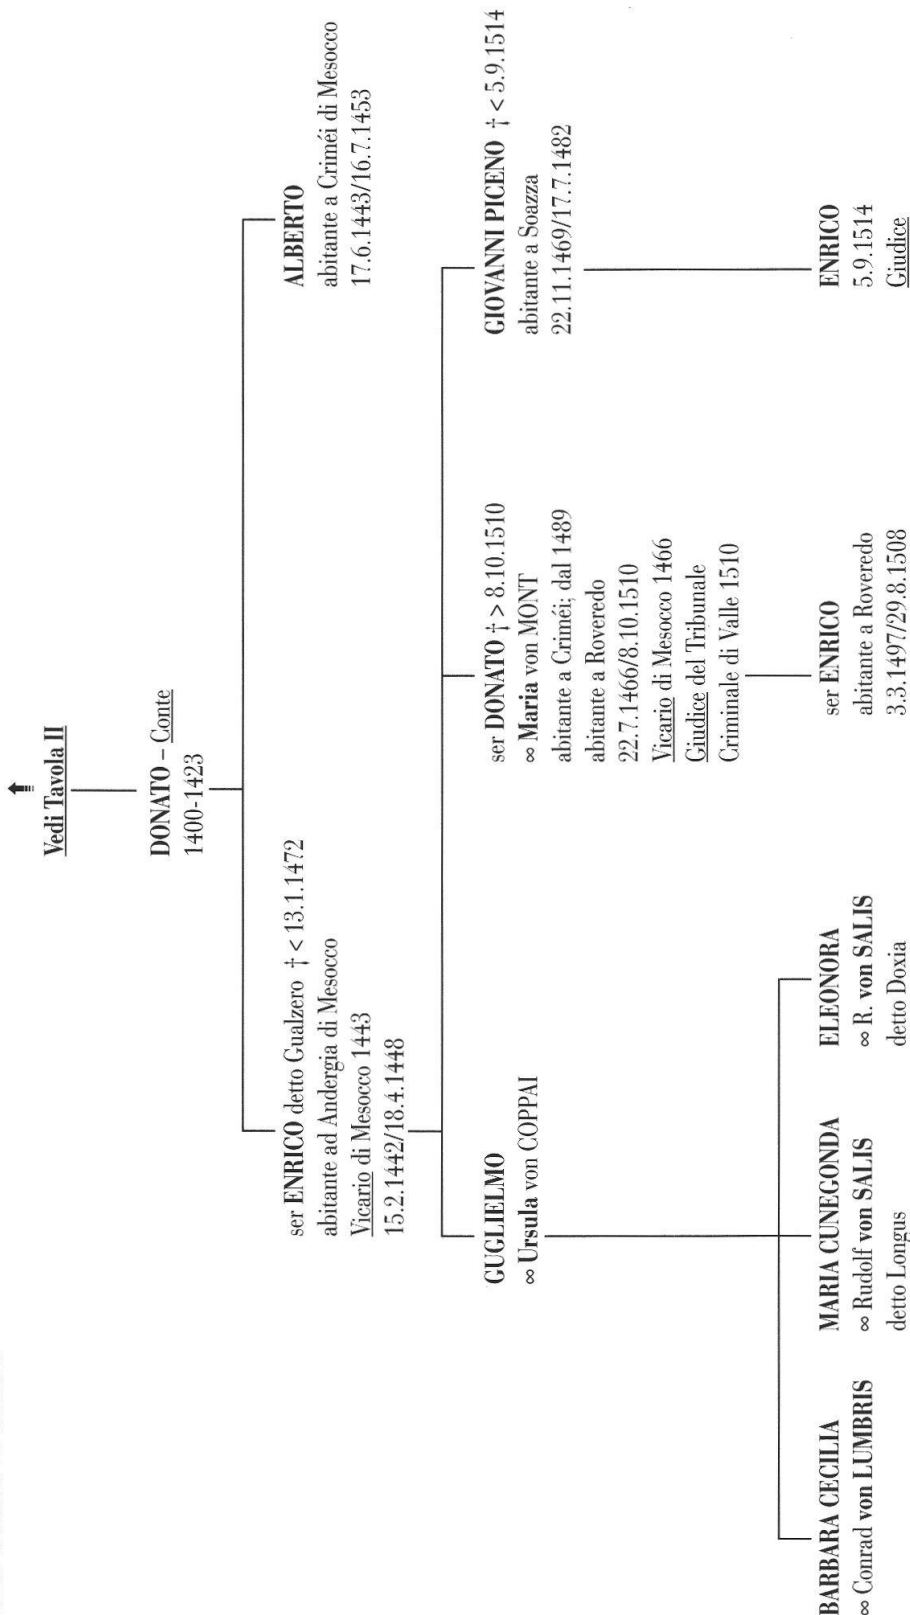 Vedi Tavola II
DONATO – Conte
1400-1423
ser ENRICO detto Gualzero † < 13.1.1472
abitante ad Andergia di Mesocco
Vicario di Mesocco 1443
15.2.1442/18.4.1448
ALBERTO
abitante a Criméi di Mesocco
17.6.1443/16.7.1453
GUGLIELMO
∞ Ursula von COPPAI
ser DONATO † > 8.10.1510
∞ Maria von MONT
abitante a Criméi; dal 1489
abitante a Roveredo
22.7.1466/8.10.1510
Vicario di Mesocco 1466
Giudice del Tribunale
Criminale di Valle 1510
GIOVANNI PICENO † < 5.9.1514
abitante a Soazza
22.11.1469/17.7.1482
BARBARA CECILIA
∞ Conrad von LUMBRIS
MARIA CUNEGONDA
∞ Rudolf von SALIS
detto Longus
ELEONORA
∞ R. von SALIS
detto Doxia
ser ENRICO
abitante a Roveredo
3.3.1497/29.8.1508
ENRICO
5.9.1514
Giudice